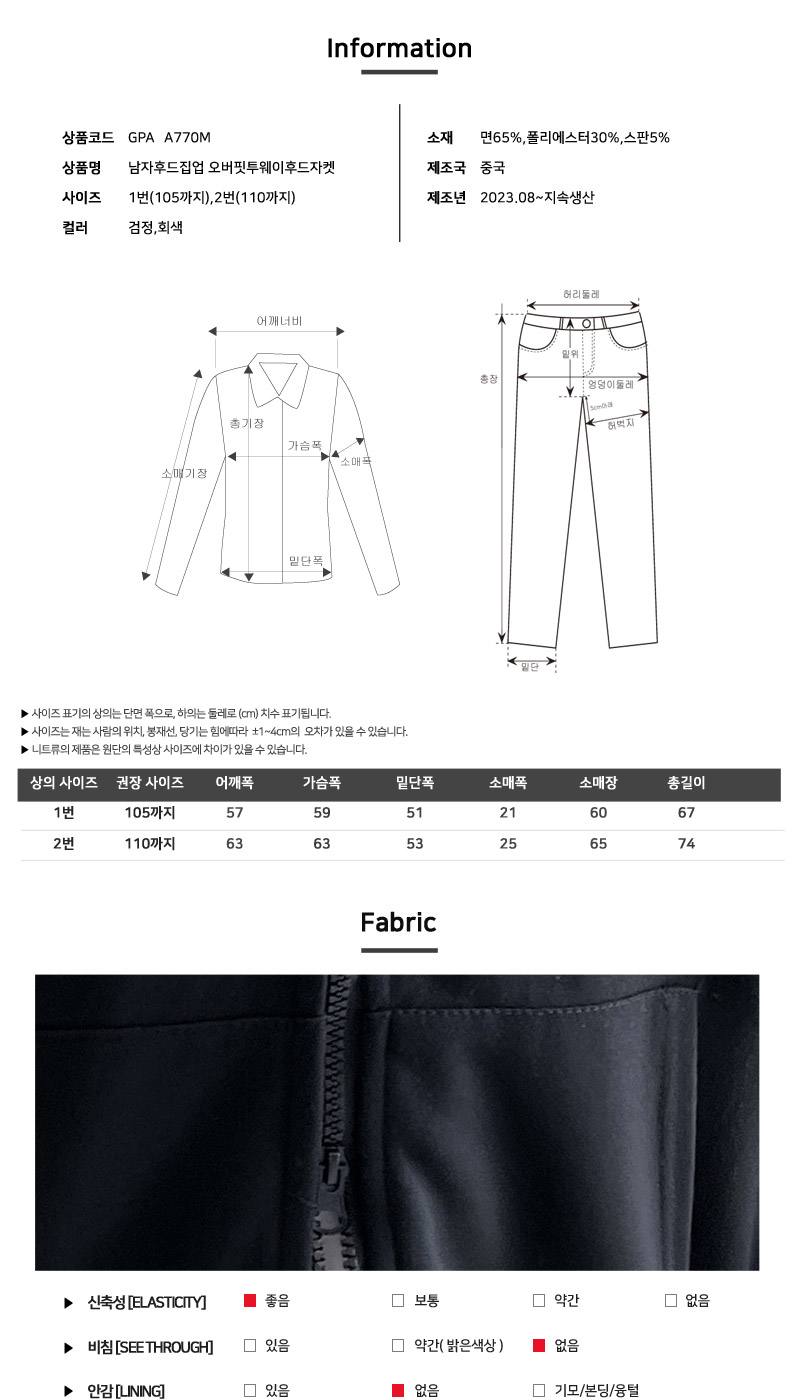 Information
상품코드 GPA A770M
상품명 남자후드집업 오버핏투웨이후드자켓
사이즈 1번(105까지),2번(110까지)
컬러 검정,회색
소재 면65%,폴리에스터30%,스판5%
제조국 중국
제조년 2023.08~지속생산
어깨너비
총기장
가슴폭
소매폭
소매기장
밑단폭
허리둘레
밑위
총장
엉덩이둘레
5cm아래
허벅지
밑단
▶ 사이즈 표기의 상의는 단면 폭으로, 하의는 둘레로 (cm) 치수 표기됩니다.
▶ 사이즈는 재는 사람의 위치, 봉재선, 당기는 힘에따라 ±1~4cm의 오차가 있을 수 있습니다.
▶ 니트류의 제품은 원단의 특성상 사이즈에 차이가 있을 수 있습니다.
상의 사이즈 권장 사이즈 어깨폭 가슴폭 밑단폭 소매폭 소매장 총길이
1번 105까지 57 59 51 21 60 67
2번 110까지 63 63 53 25 65 74
Fabric
▶ 신축성 [ELASTICITY] ■ 좋음 □ 보통 □ 약간 □ 없음
▶ 비침 [SEE THROUGH] □ 있음 □ 약간( 밝은색상 ) ■ 없음
▶ 안감 [LINING] □ 있음 ■ 없음 □ 기모/본딩/융털